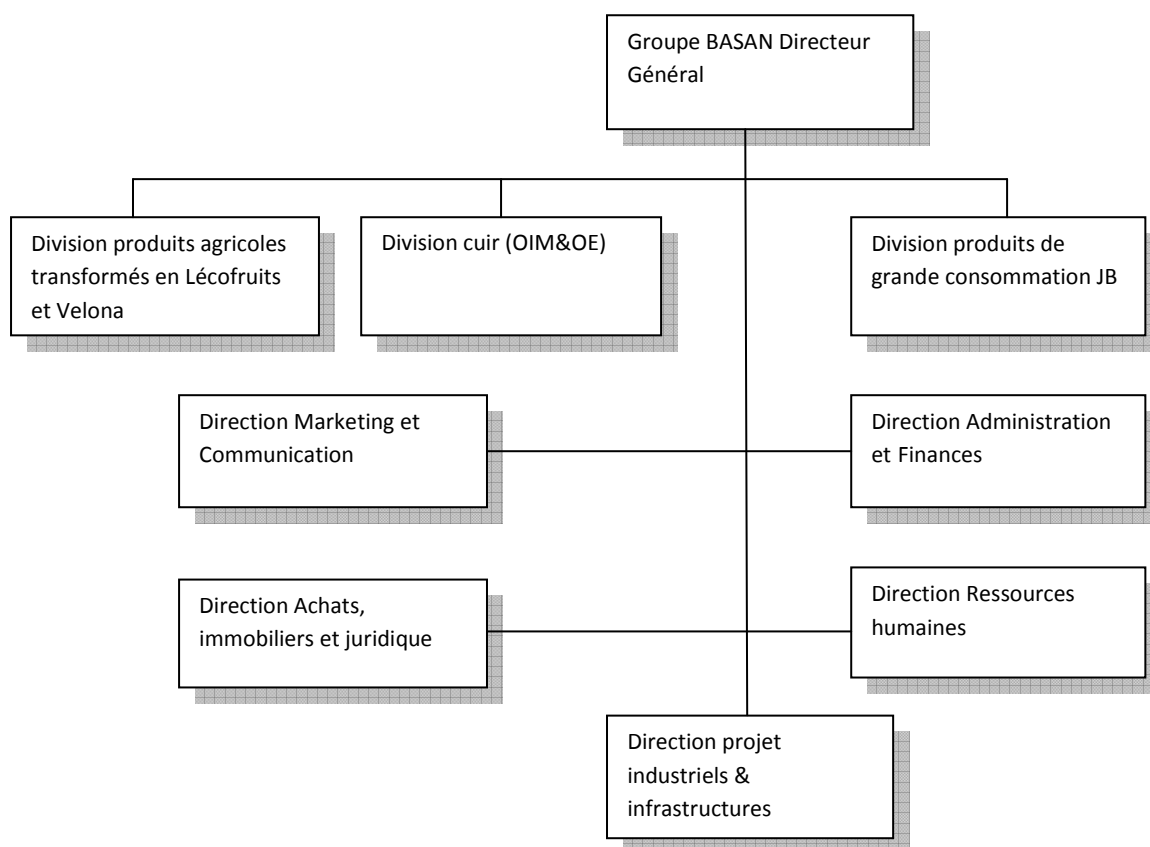 Groupe BASAN Directeur
Général
Division produits agricoles
transformés en Lécofruits
et Velona
Division cuir (OIM&OE)
Division produits de
grande consommation JB
Direction Marketing et
Communication
Direction Administration
et Finances
Direction Achats,
immobiliers et juridique
Direction Ressources
humaines
Direction projet
industriels &
infrastructures